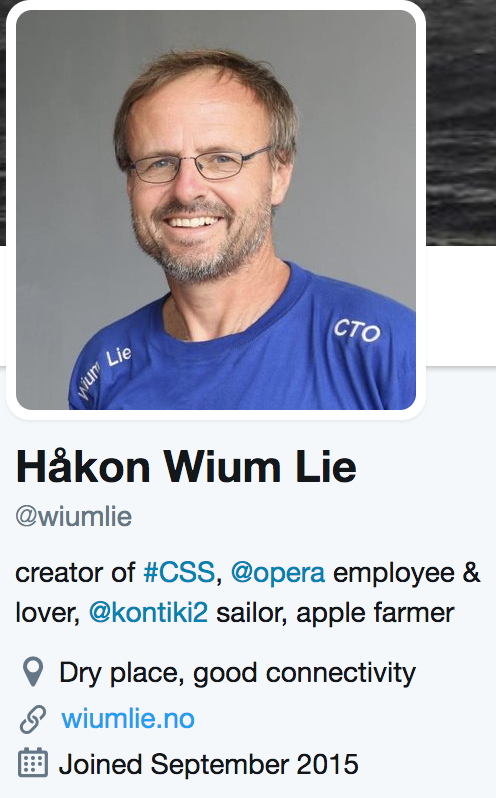 Wium Lie
CTO
Håkon Wium Lie
@wiumlie
creator of #CSS, @opera employee &
lover, @kontiki2 sailor, apple farmer
Dry place, good connectivity
wiumlie.no
Joined September 2015